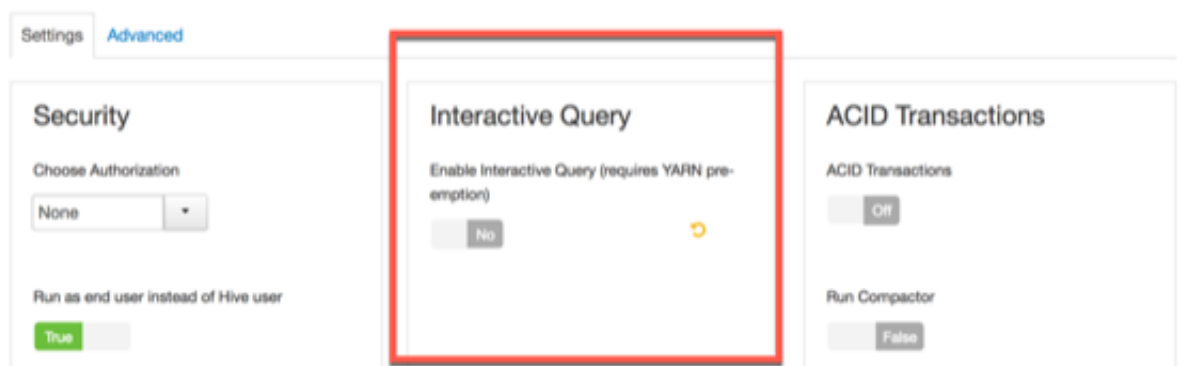 Settings Advanced
Security
Choose Authorization
None
Run as end user instead of Hive user
True
Interactive Query
Enable Interactive Query (requires YARN pre-
emption)
No
ACID Transactions
ACID Transactions
Off
Run Compactor
False